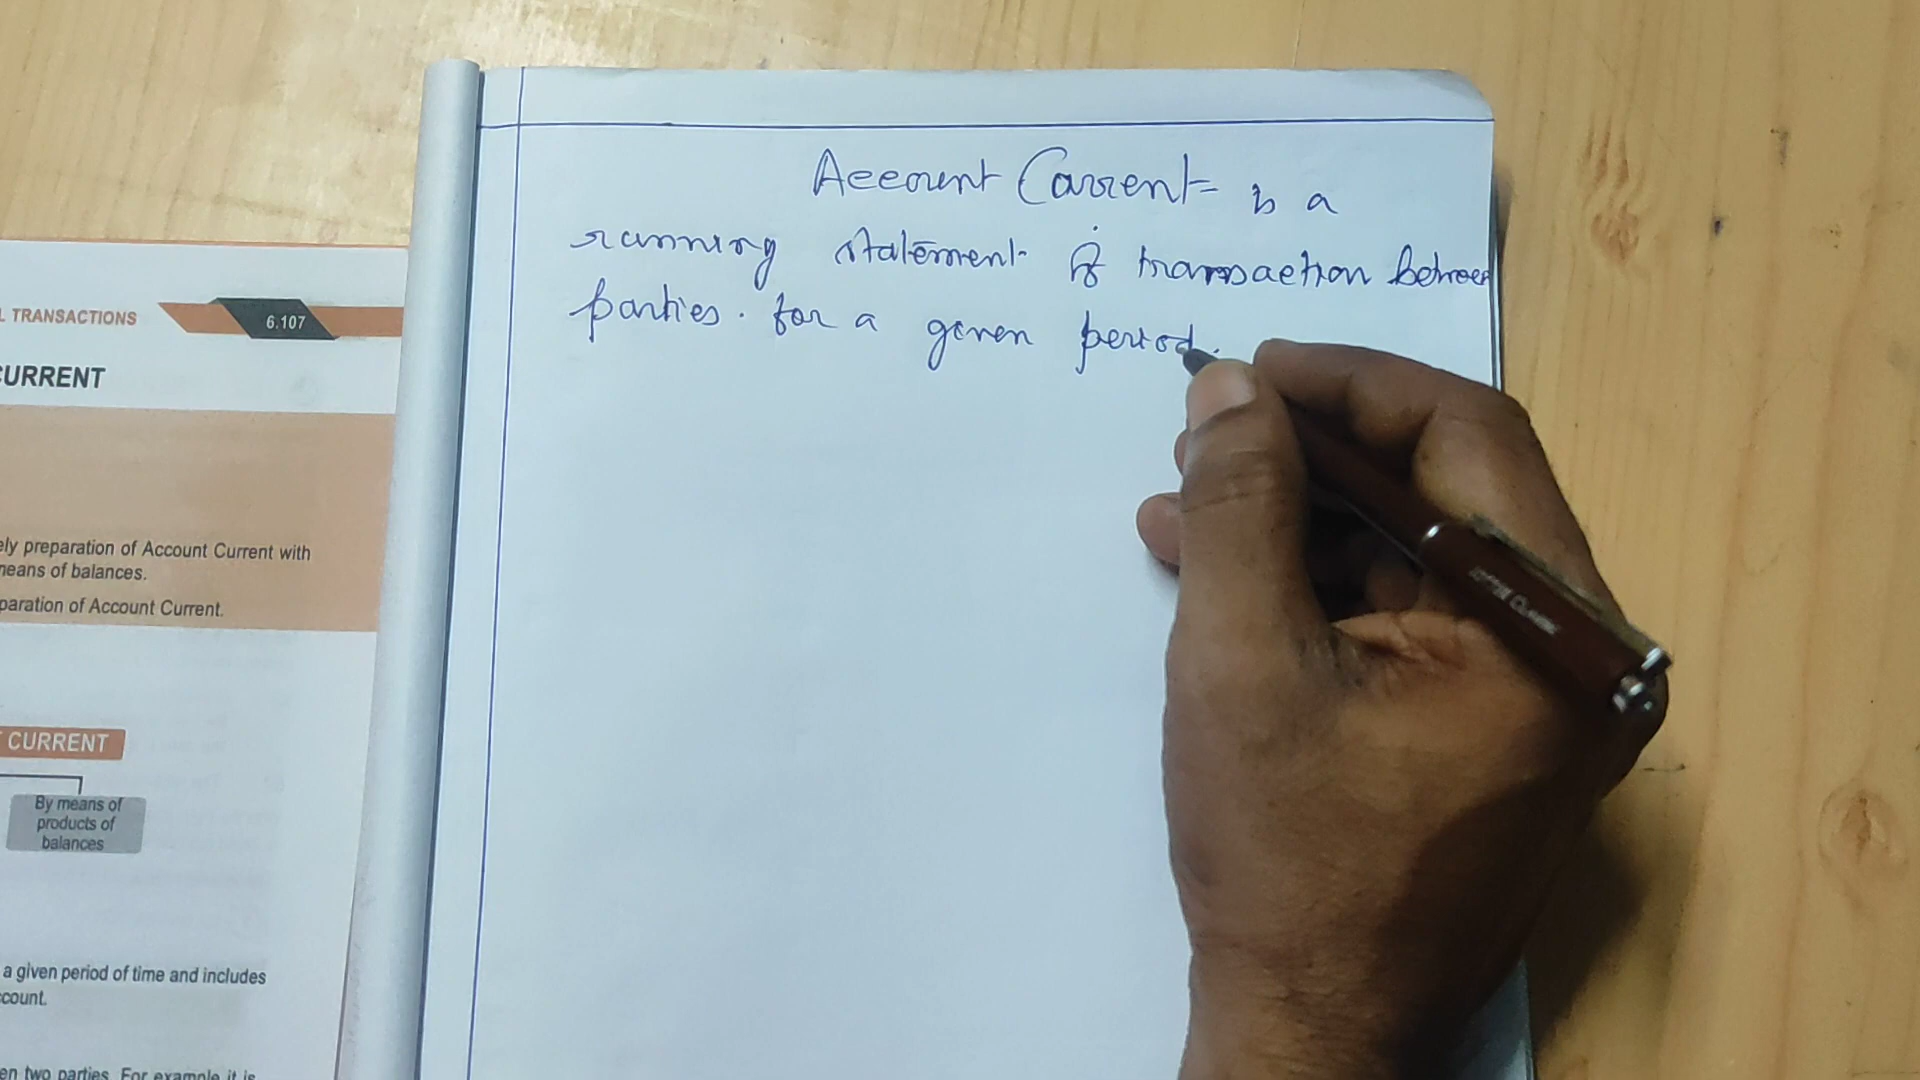 L TRANSACTIONS
6.107
CURRENT
ely preparation of Account Current with
means of balances.
paration of Account Current.
CURRENT
By means of
products of
balances
a given period of time and includes
ccount.
en two parties. For example it is
Account Current is a
running statement of transaction between
parties. for a given period.